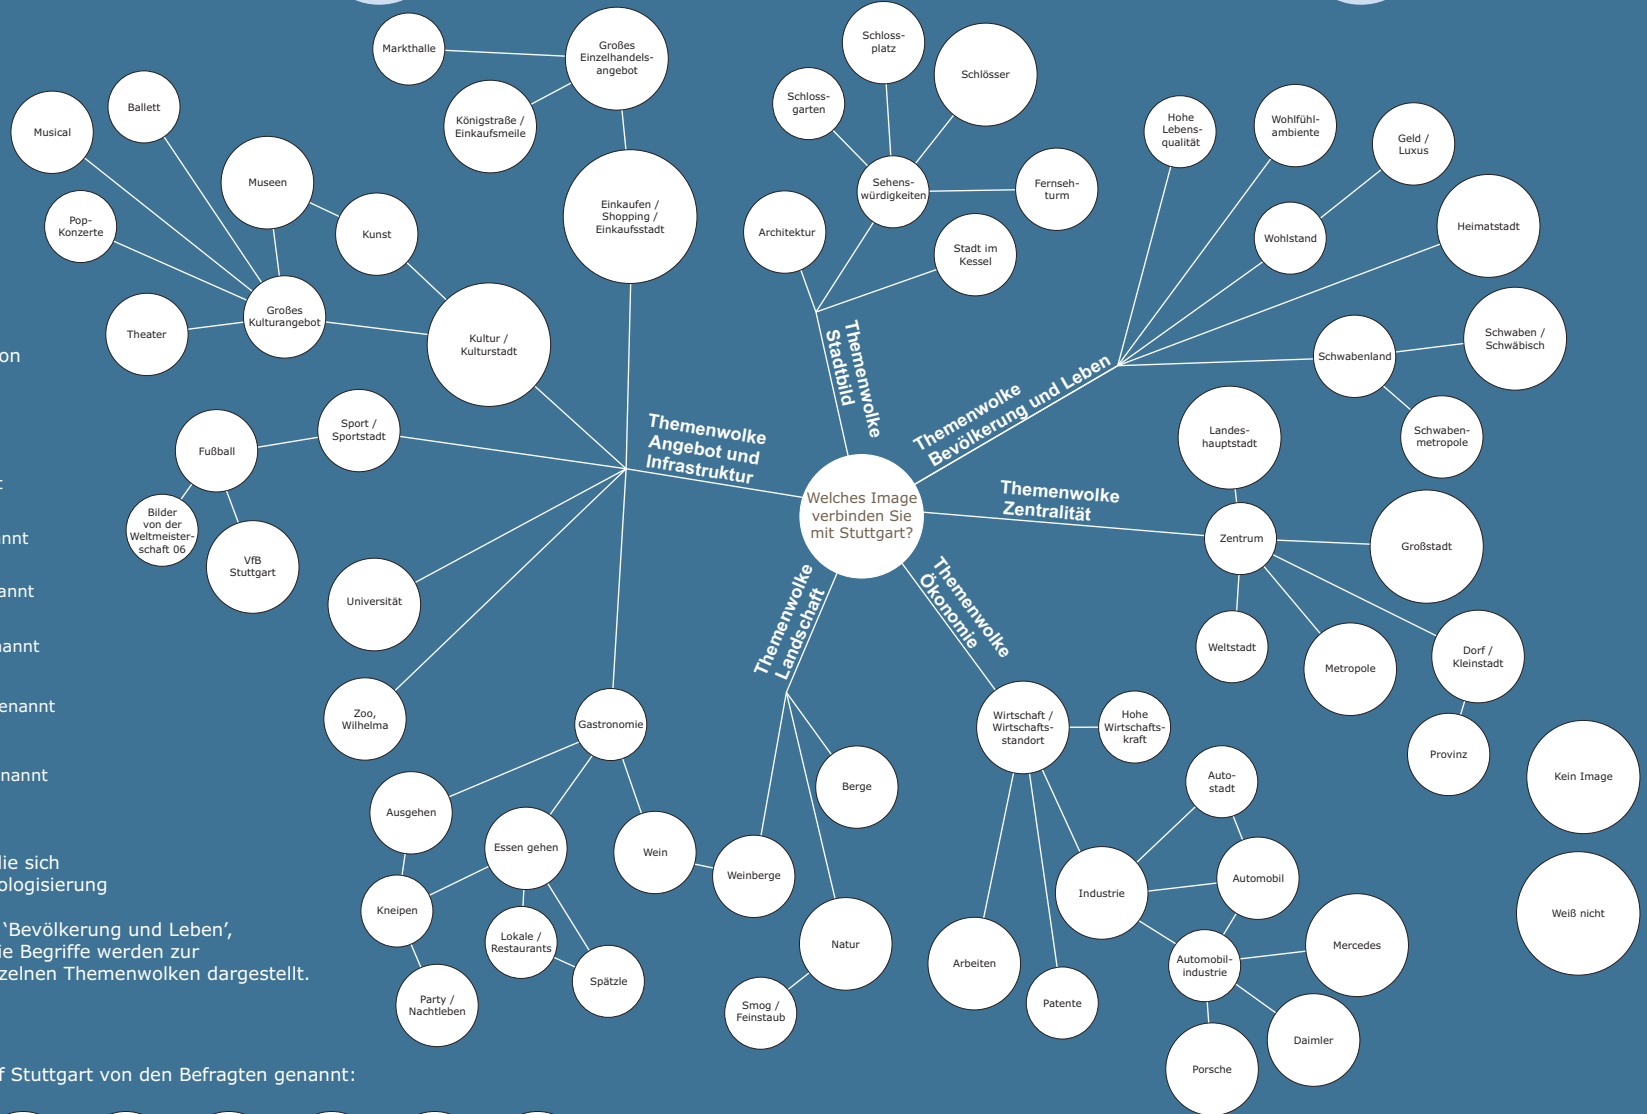 Markthalle
Großes
Einzelhandels-
angebot
Königstraße /
Einkaufsmeile
Einkaufen /
Shopping /
Einkaufsstadt
Musical
Ballett
Museen
Pop-
Konzerte
Kunst
Theater
Großes
Kulturangebot
Kultur /
Kulturstadt
Sport /
Sportstadt
Fußball
Bilder
von der
Weltmeister-
schaft 06
VfB
Stuttgart
Universität
Zoo,
Wilhelma
Gastronomie
Ausgehen
Essen gehen
Wein
Kneipen
Lokale /
Restaurants
Spätzle
Party /
Nachtleben
Themenwolke
Angebot und
Infrastruktur
Schloss-
platz
Schlösser
Schloss-
garten
Sehens-
würdigkeiten
Fernseh-
turm
Architektur
Stadt im
Kessel
Themenwolke
Stadtbild
Hohe
Lebens-
qualität
Wohlfühl-
ambiente
Geld /
Luxus
Wohlstand
Heimatstadt
Schwabenland
Schwaben /
Schwäbisch
Schwaben-
metropole
Themenwolke
Bevölkerung und Leben
Welches Image
verbinden Sie
mit Stuttgart?
Themenwolke
Zentralität
Landes-
hauptstadt
Zentrum
Großstadt
Weltstadt
Metropole
Dorf /
Kleinstadt
Provinz
Themenwolke
Ökonomie
Wirtschaft /
Wirtschafts-
standort
Hohe
Wirtschafts-
kraft
Auto-
stadt
Industrie
Automobil
Arbeiten
Patente
Automobil-
industrie
Mercedes
Daimler
Porsche
Themenwolke
Landschaft
Berge
Weinberge
Natur
Smog /
Feinstaub
Kein Image
Weiß nicht
on
t
nnt
annt
nannt
enannt
nannt
lie sich
ologisierung
‘Bevölkerung und Leben’,
ie Begriffe werden zur
zelnen Themenwolken dargestellt.
f Stuttgart von den Befragten genannt: